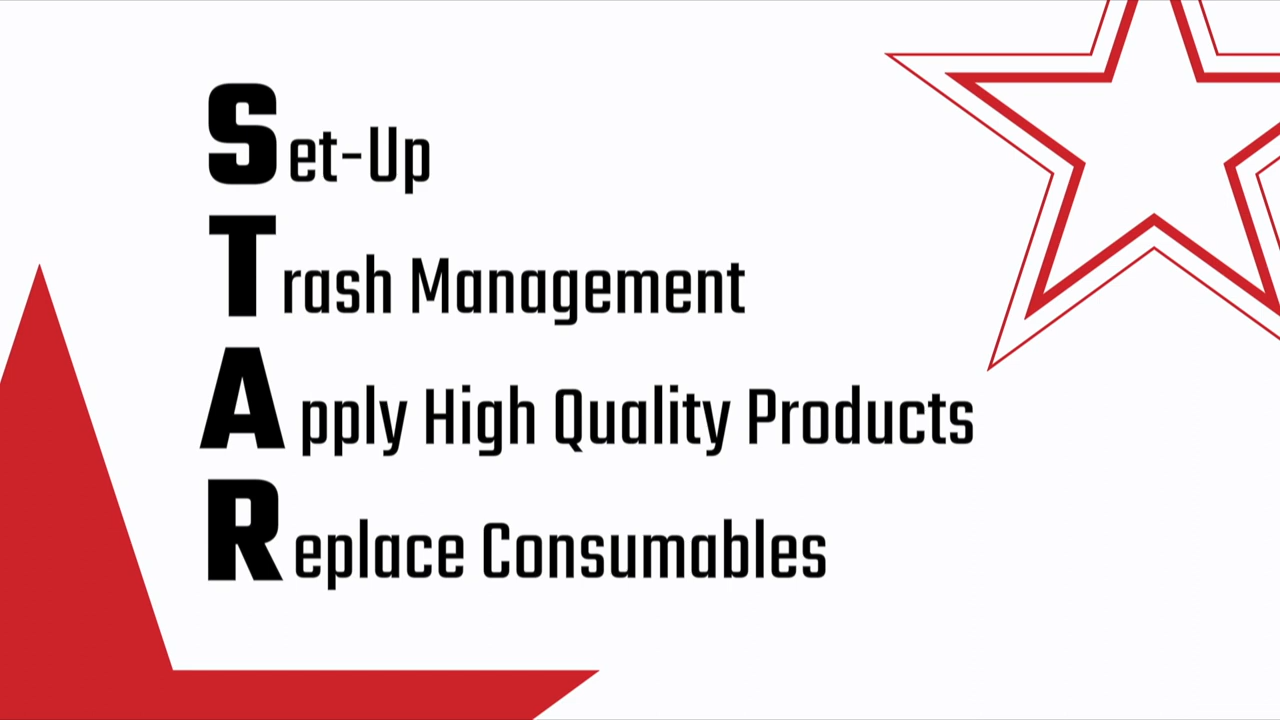 Set-Up
Trash Management
Apply High Quality Products
Replace Consumables